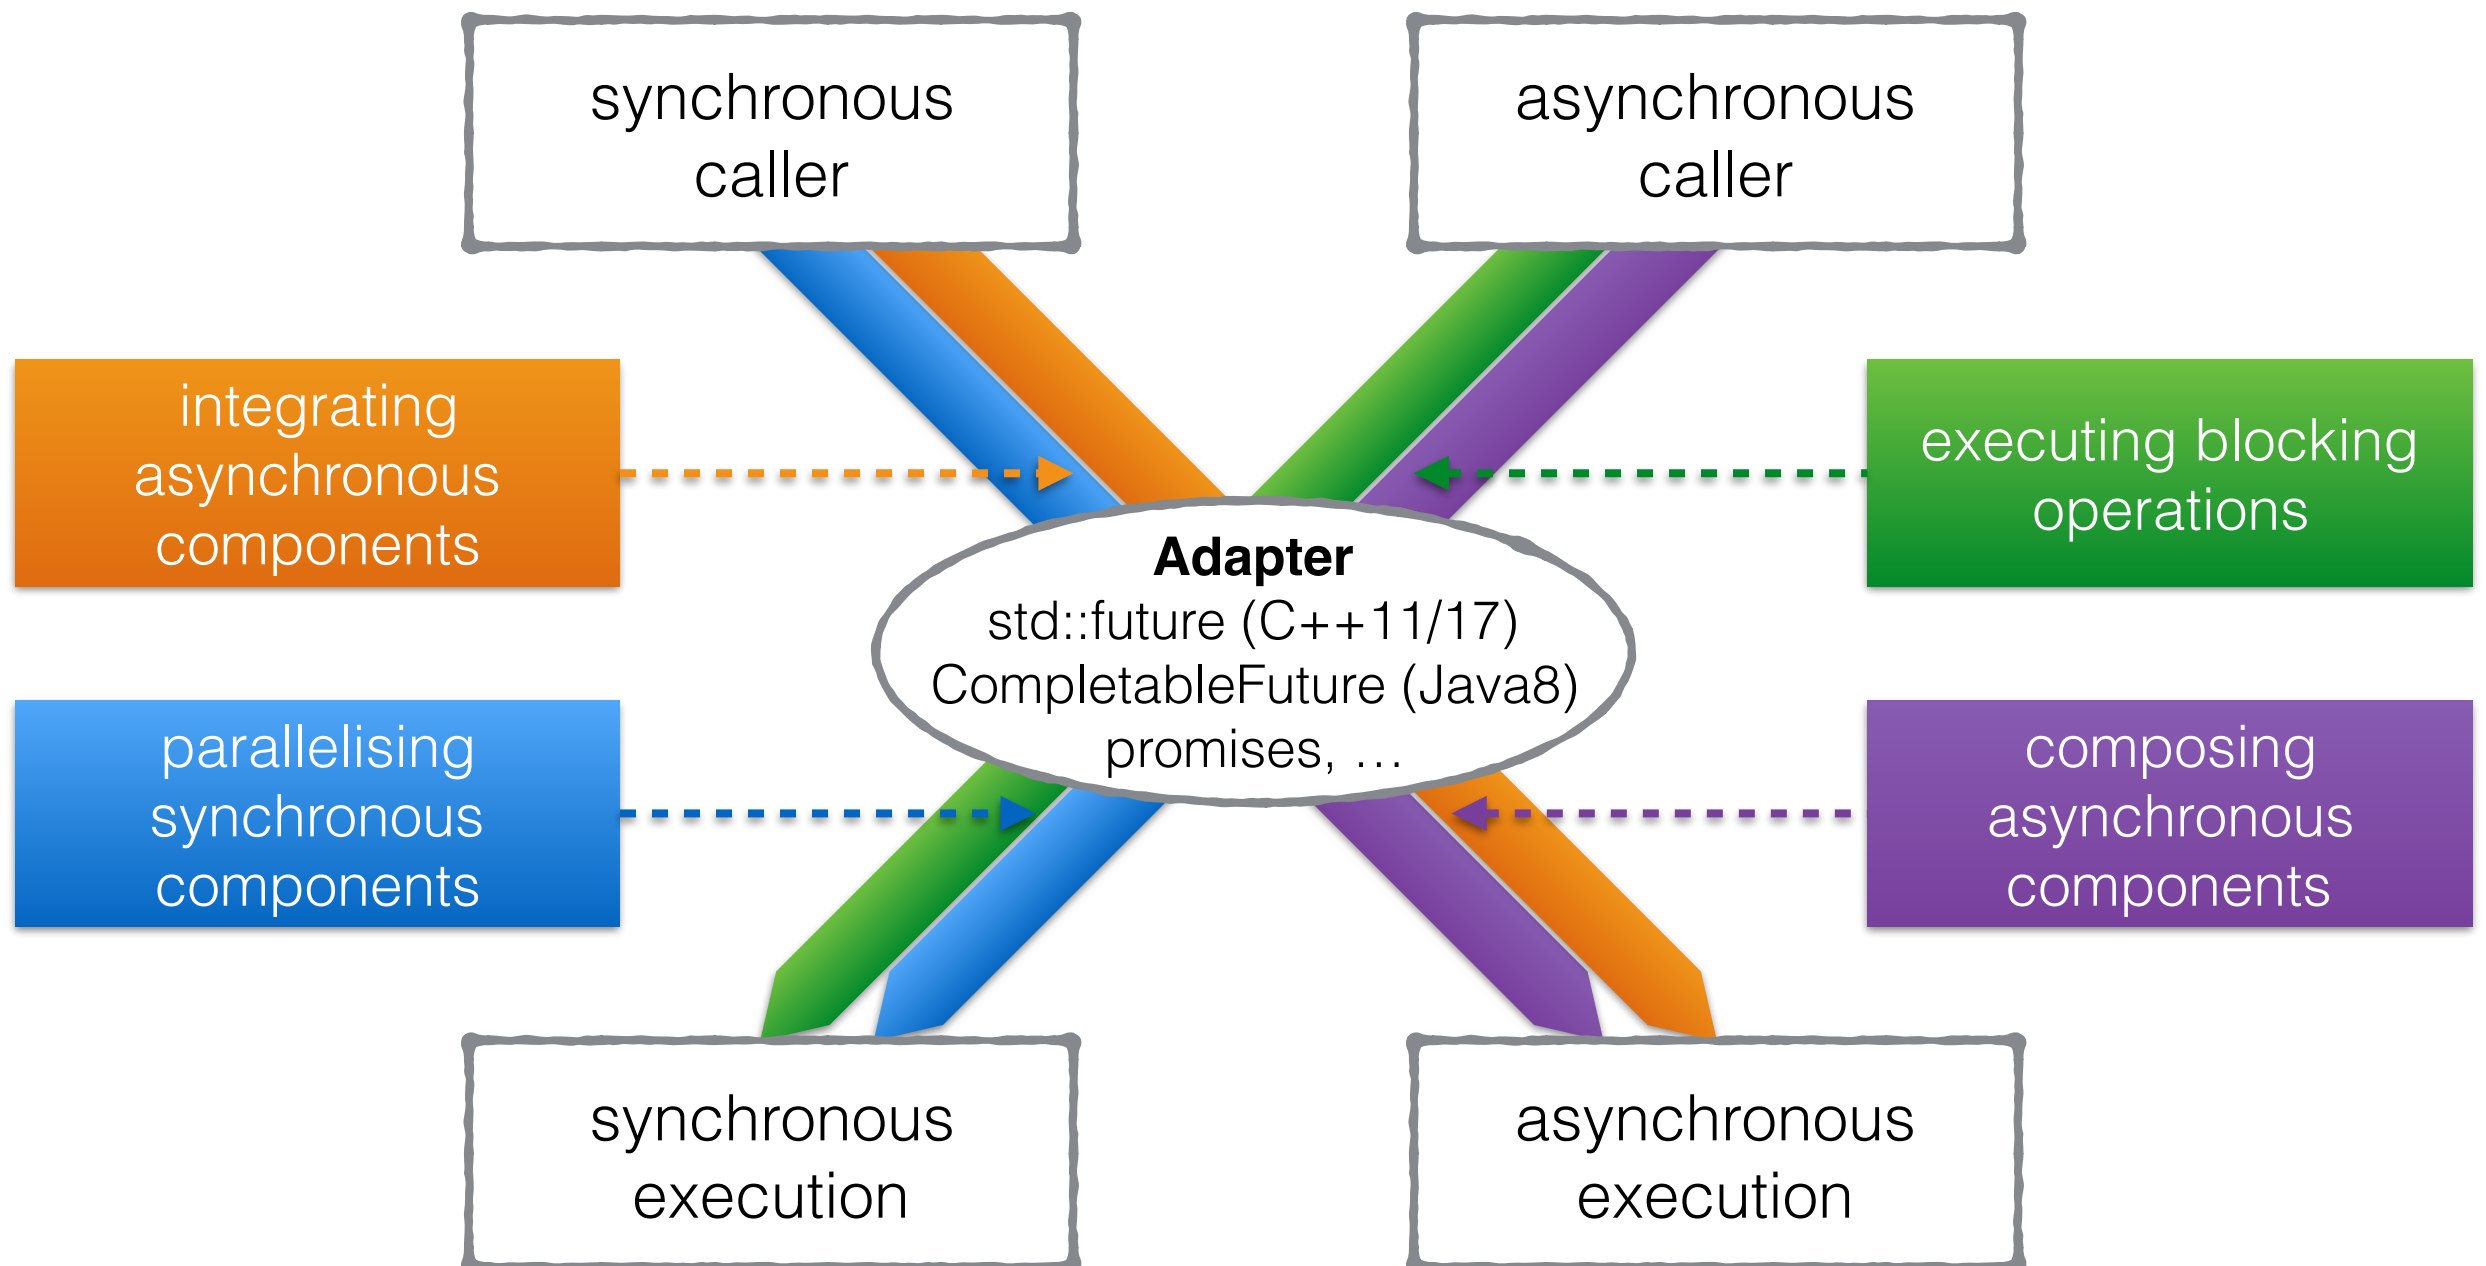 synchronous
caller
asynchronous
caller
integrating
asynchronous
components
executing blocking
operations
Adapter
std::future (C++11/17)
CompletableFuture (Java8)
promises, …
parallelising
synchronous
components
composing
asynchronous
components
synchronous
execution
asynchronous
execution